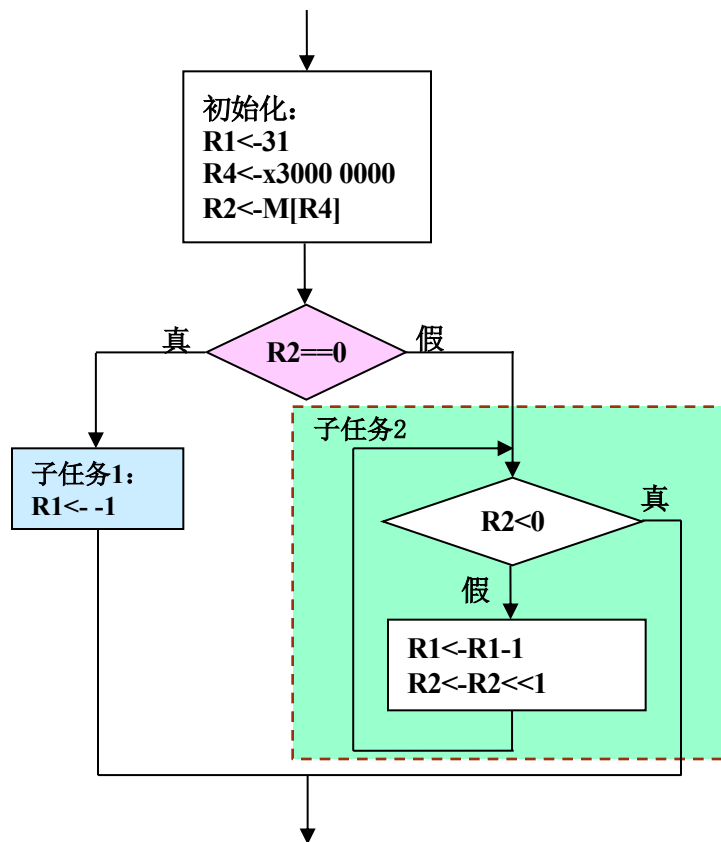 初始化：
R1<-31
R4<-x3000 0000
R2<-M[R4]
真
R2==0
假
子任务2
子任务1：
R1<- -1
R2<0
真
假
R1<-R1-1
R2<-R2<<1